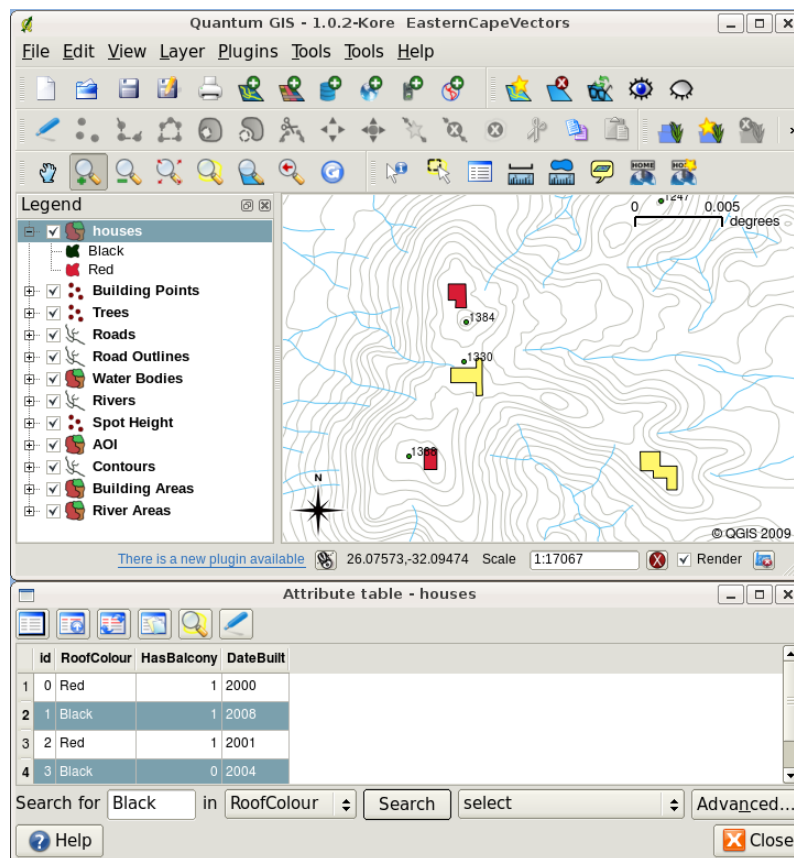 Quantum GIS - 1.0.2-Kore EasternCapeVectors
File Edit View Layer Plugins Tools Tools Help
HOME
Legend
houses
Black
Red
Building Points
Trees
Roads
Road Outlines
Water Bodies
Rivers
Spot Height
AOI
Contours
Building Areas
River Areas
1247
0 0.005
degrees
1384
1330
1388
N
© QGIS 2009
There is a new plugin available 26.07573,-32.09474 Scale 1:17067 Render
Attribute table - houses
id RoofColour HasBalcony DateBuilt
1 0 Red 1 2000
2 1 Black 1 2008
3 2 Red 1 2001
4 3 Black 0 2004
Search for Black in RoofColour Search select Advanced...
Help Close